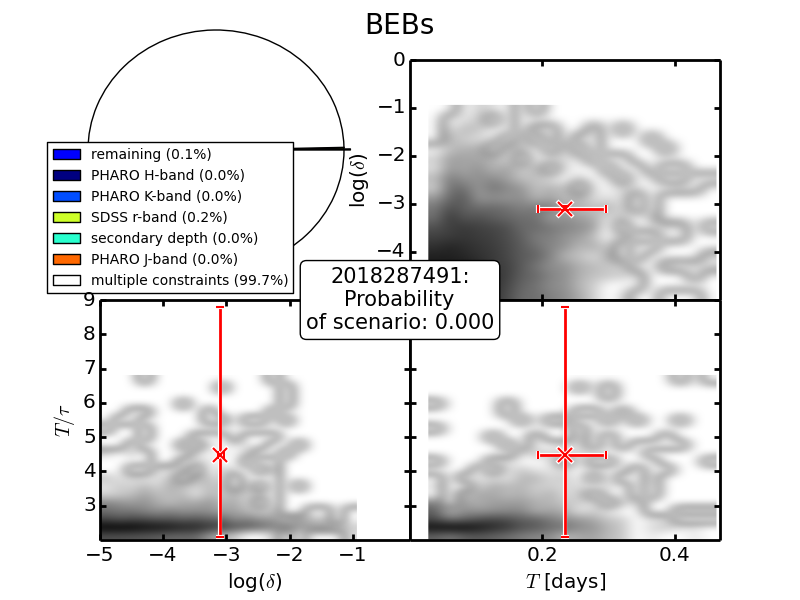 BEBs
remaining (0.1%)
PHARO H-band (0.0%)
PHARO K-band (0.0%)
SDSS r-band (0.2%)
secondary depth (0.0%)
PHARO J-band (0.0%)
multiple constraints (99.7%)
0
−1
−2
−3
−4
log(δ)
2018287491:
Probability
of scenario: 0.000
9
8
7
6
5
4
3
T/τ
−5 −4 −3 −2 −1
log(δ)
0.2 0.4
T [days]